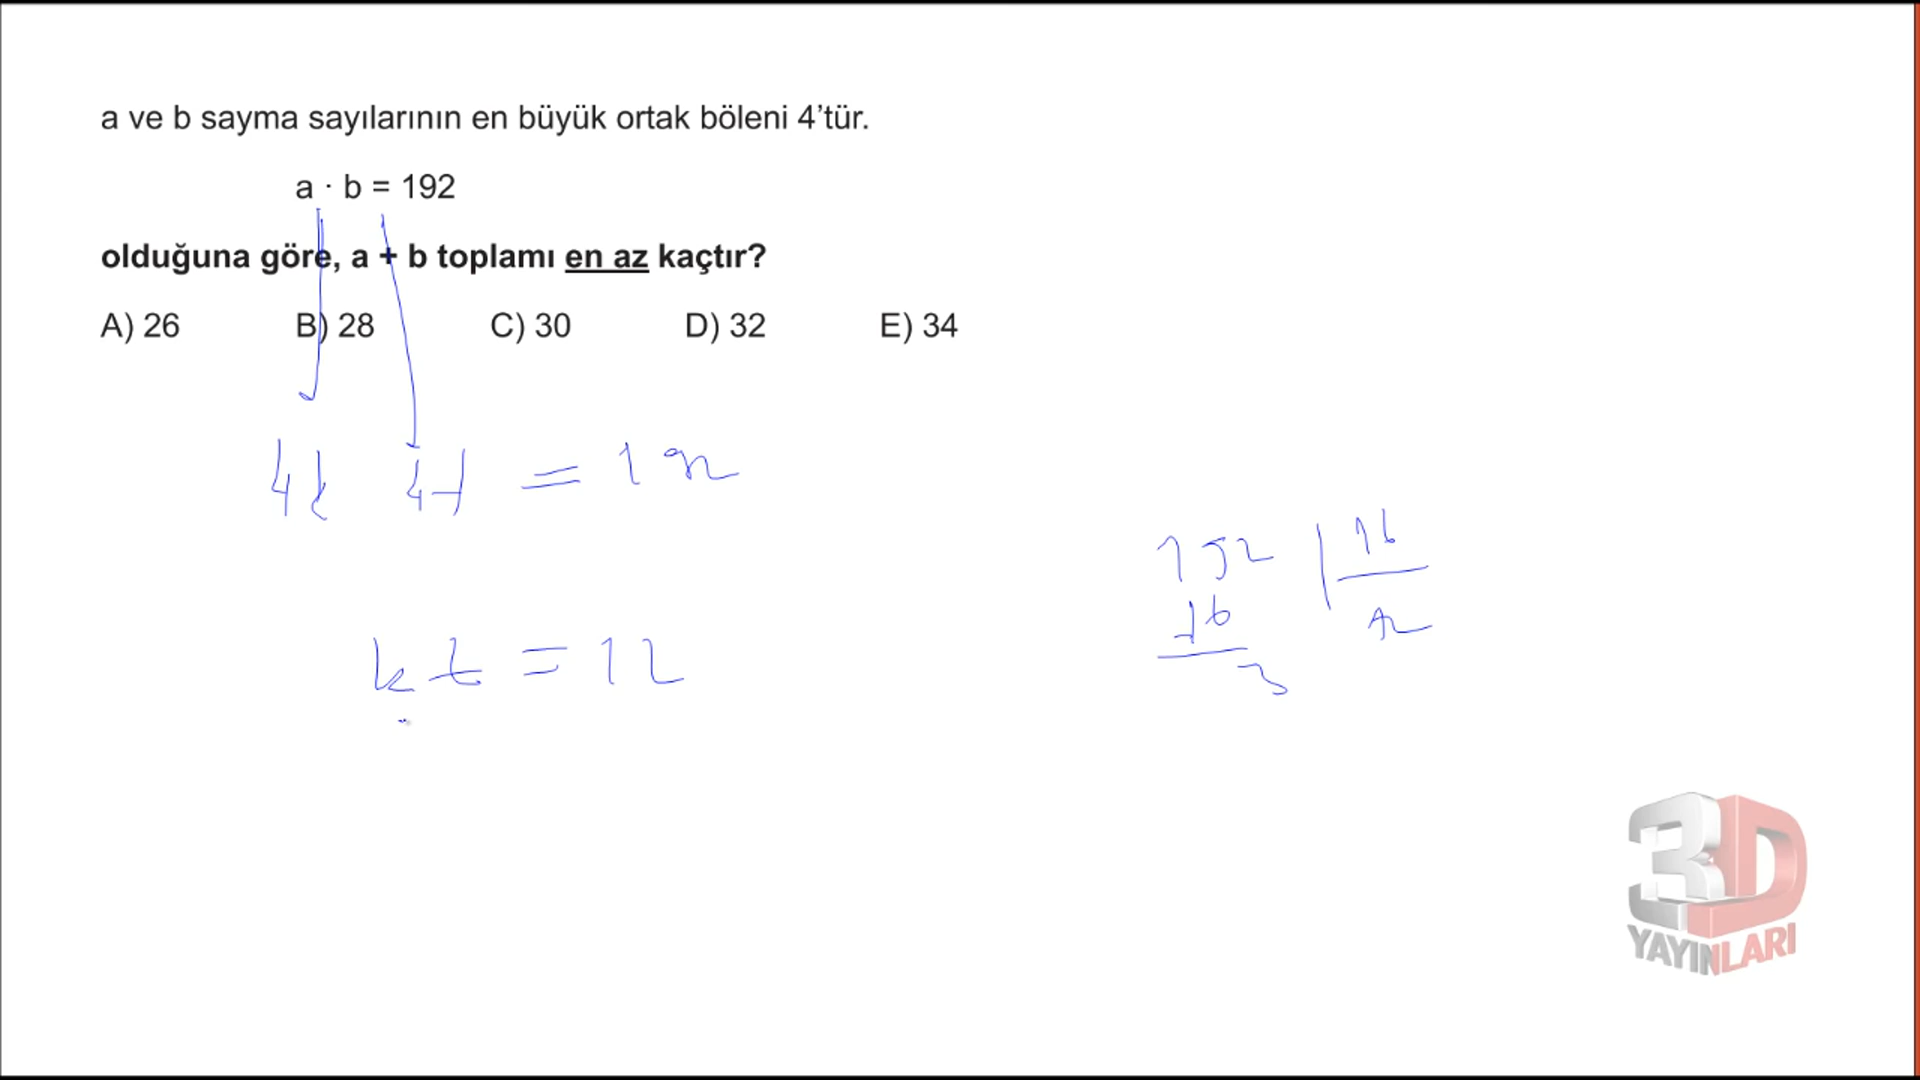 a ve b sayma sayılarının en büyük ortak böleni 4’tür.
a · b = 192
olduğuna göre, a + b toplamı en az kaçtır?
A) 26 B) 28 C) 30 D) 32 E) 34
4k 4t = 192
192 | 16
16 12
3
k t = 12
3D
YAYINLARI